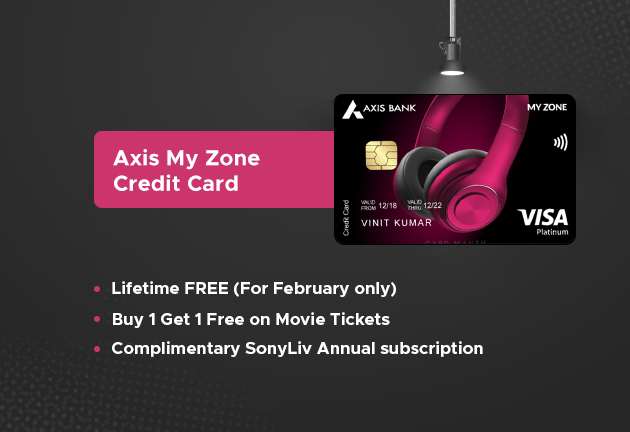 AXIS BANK
MY ZONE
Axis My Zone
Credit Card
Credit Card
VALID FROM 12/18 VALID THRU 12/22
VINIT KUMAR
VISA
Platinum
Lifetime FREE (For February only)
Buy 1 Get 1 Free on Movie Tickets
Complimentary SonyLiv Annual subscription